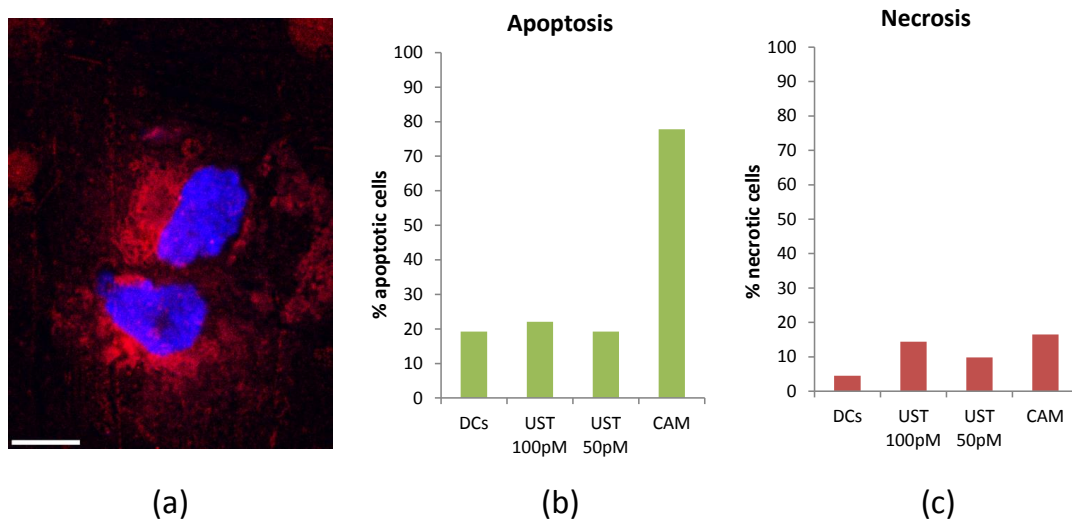 Apoptosis
100
90
80
70
60
50
40
30
20
10
0
% apoptotic cells
DCs
UST
100pM
UST
50pM
CAM
Necrosis
100
90
80
70
60
50
40
30
20
10
0
% necrotic cells
DCs
UST
100pM
UST
50pM
CAM
(a)
(b)
(c)